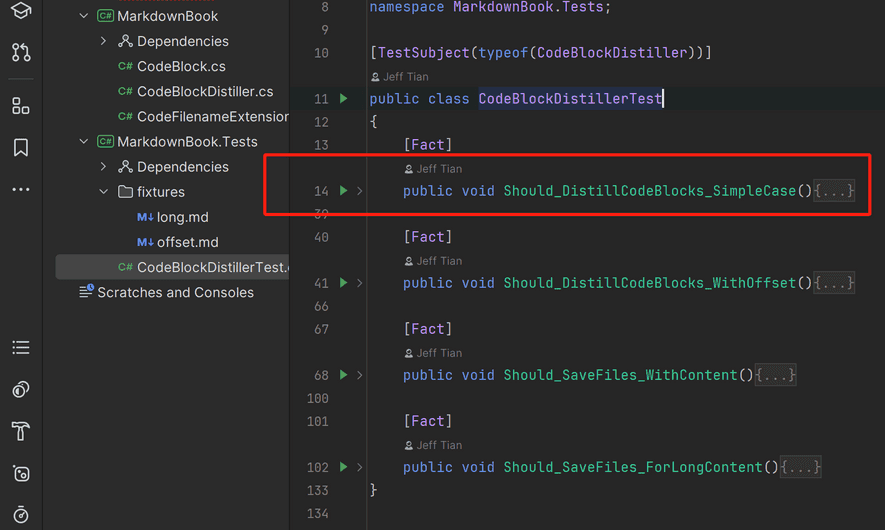 MarkdownBook
Dependencies
C# CodeBlock.cs
C# CodeBlockDistiller.cs
C# CodeFilenameExtension
C# MarkdownBook.Tests
Dependencies
fixtures
M↓ long.md
M↓ offset.md
C# CodeBlockDistillerTest.
Scratches and Consoles
8 namespace MarkdownBook.Tests;
9
10 [TestSubject(typeof(CodeBlockDistiller))]
Jeff Tian
11 public class CodeBlockDistillerTest
12 {
13 [Fact]
Jeff Tian
14 public void Should_DistillCodeBlocks_SimpleCase(){...}
39
40 [Fact]
Jeff Tian
41 public void Should_DistillCodeBlocks_WithOffset(){...}
66
67 [Fact]
Jeff Tian
68 public void Should_SaveFiles_WithContent(){...}
100
101 [Fact]
Jeff Tian
102 public void Should_SaveFiles_ForLongContent(){...}
133 }
134